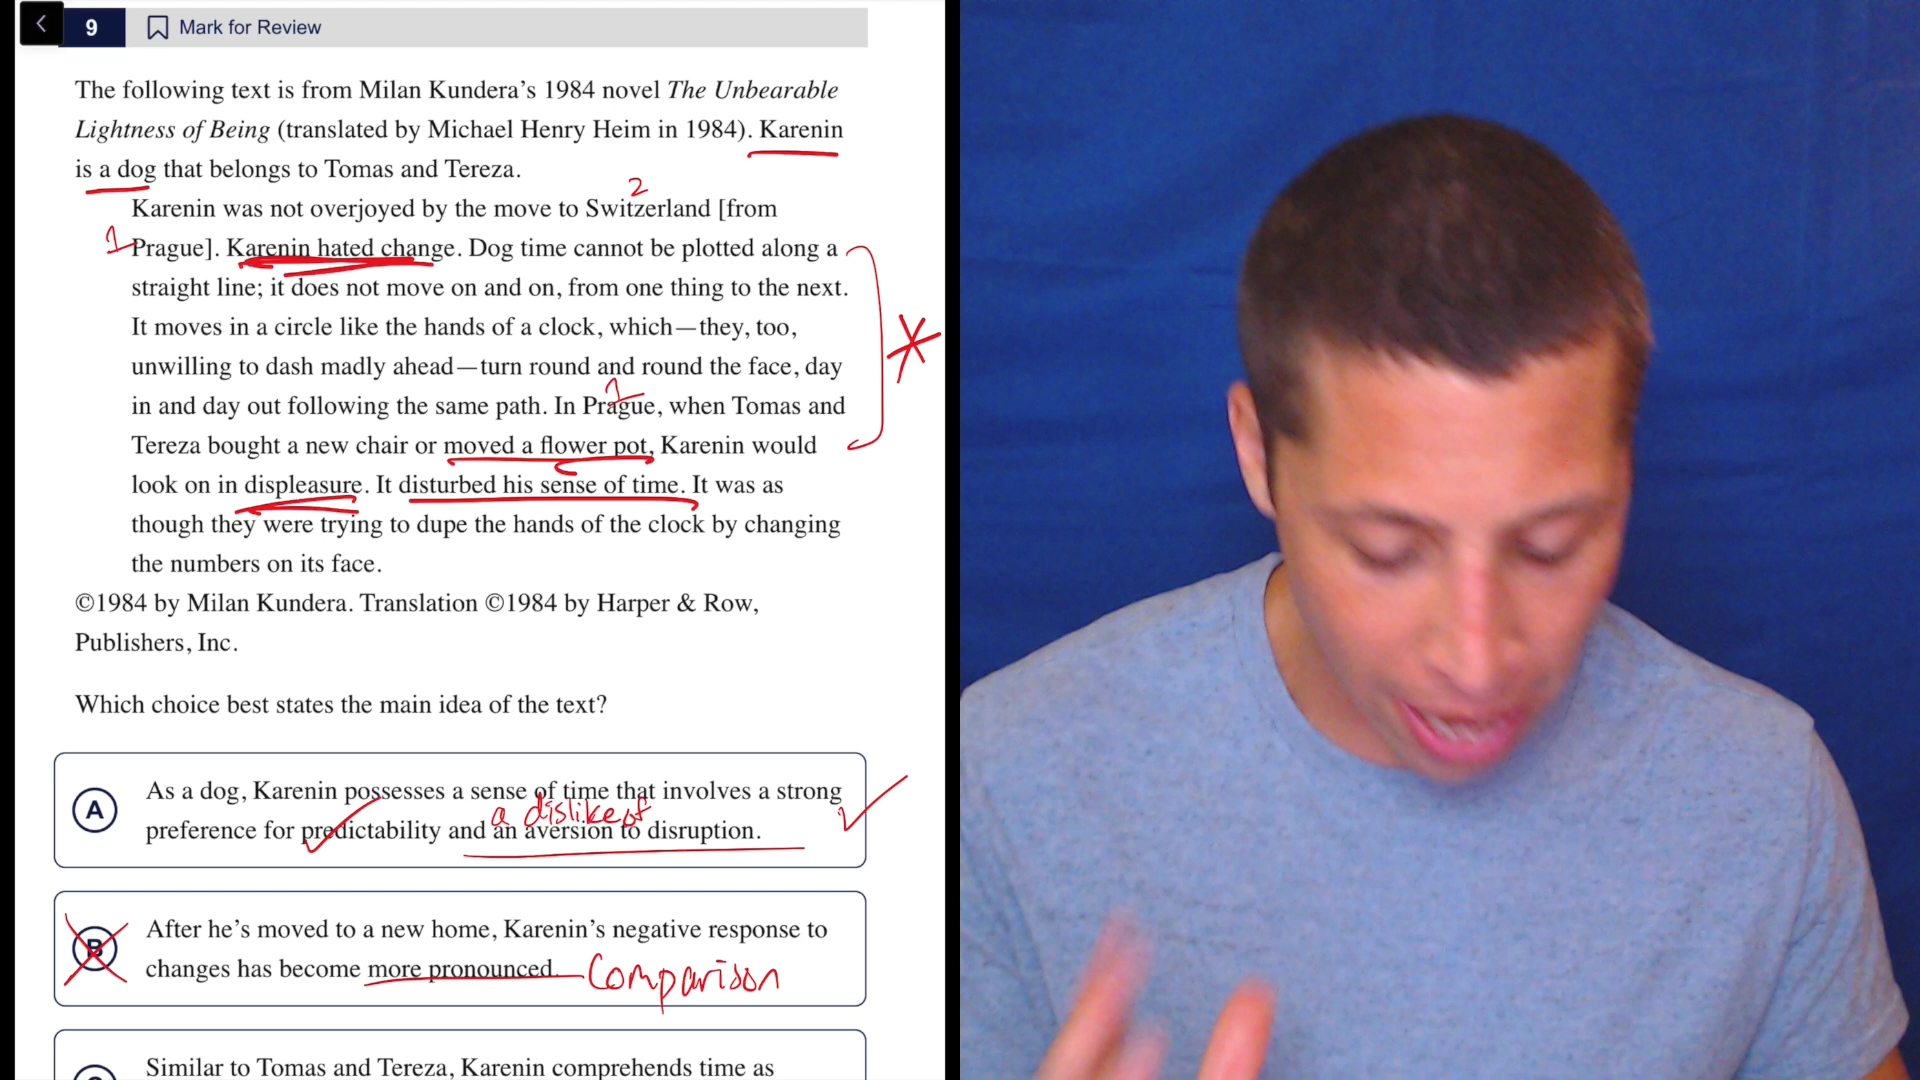 9 Mark for Review
The following text is from Milan Kundera’s 1984 novel The Unbearable
Lightness of Being (translated by Michael Henry Heim in 1984). Karenin
is a dog that belongs to Tomas and Tereza.
2
Karenin was not overjoyed by the move to Switzerland [from
1
Prague]. Karenin hated change. Dog time cannot be plotted along a
straight line; it does not move on and on, from one thing to the next.
It moves in a circle like the hands of a clock, which—they, too,
unwilling to dash madly ahead—turn round and round the face, day
1
in and day out following the same path. In Prague, when Tomas and
Tereza bought a new chair or moved a flower pot, Karenin would
look on in displeasure. It disturbed his sense of time. It was as
though they were trying to dupe the hands of the clock by changing
the numbers on its face.
©1984 by Milan Kundera. Translation ©1984 by Harper & Row,
Publishers, Inc.
Which choice best states the main idea of the text?
A As a dog, Karenin possesses a sense of time that involves a strong
a dislike of
preference for predictability and an aversion to disruption.
B After he’s moved to a new home, Karenin’s negative response to
changes has become more pronounced.
Comparison
Similar to Tomas and Tereza, Karenin comprehends time as